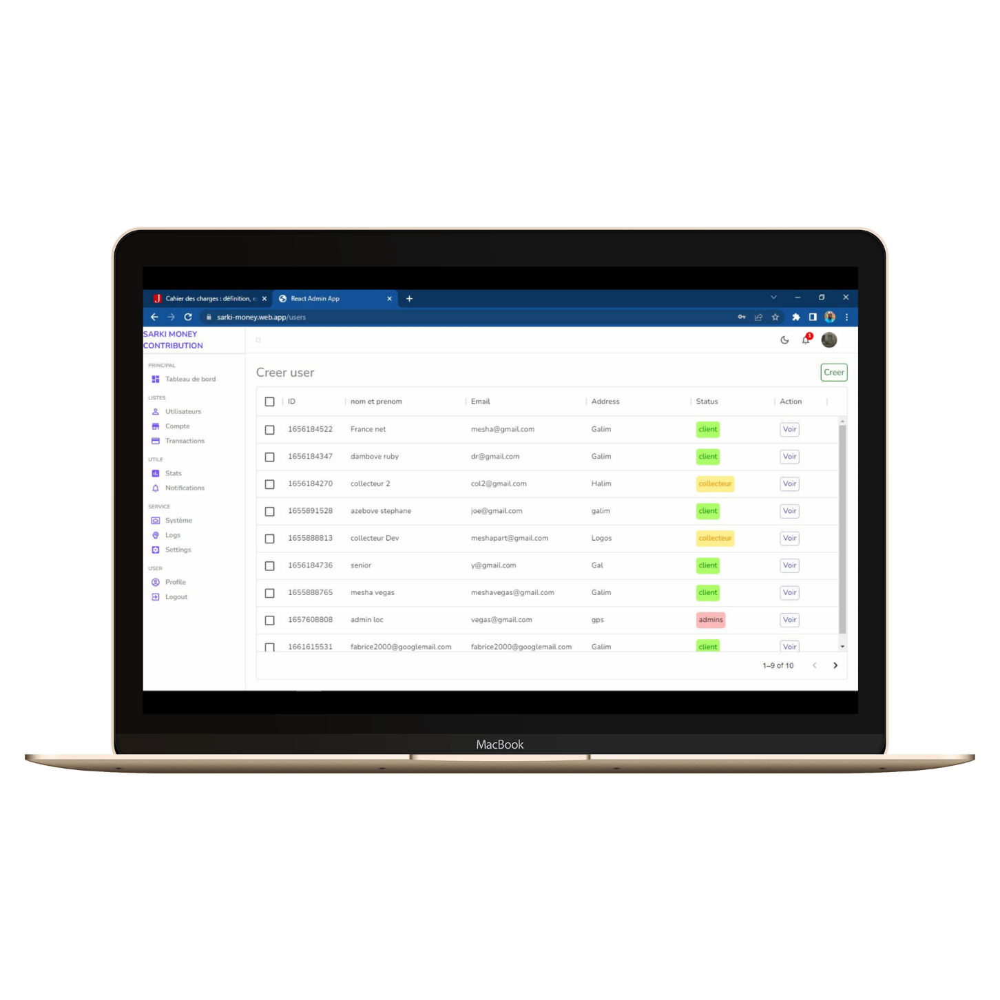 Cahier des charges : définition, e
React Admin App
sarki-money.web.app/users
SARKI MONEY
CONTRIBUTION
1
PRINCIPAL
Tableau de bord
LISTES
Utilisateurs
Compte
Transactions
UTILE
Stats
Notifications
SERVICE
Système
Logs
Settings
USER
Profile
Logout
Creer user
Creer
ID nom et prenom Email Address Status Action
1656184522 France net mesha@gmail.com Galim client Voir
1656184347 dambove ruby dr@gmail.com Galim client Voir
1656184270 collecteur 2 col2@gmail.com Halim collecteur Voir
1655891528 azebove stephane joe@gmail.com galim client Voir
1655888813 collecteur Dev meshapart@gmail.com Logos collecteur Voir
1656184736 senior y@gmail.com Gal client Voir
1655888765 mesha vegas meshavegas@gmail.com Galim client Voir
1657608808 admin loc vegas@gmail.com gps admins Voir
1661615531 fabrice2000@googlemail.com fabrice2000@googlemail.com Galim client Voir
1–9 of 10
MacBook